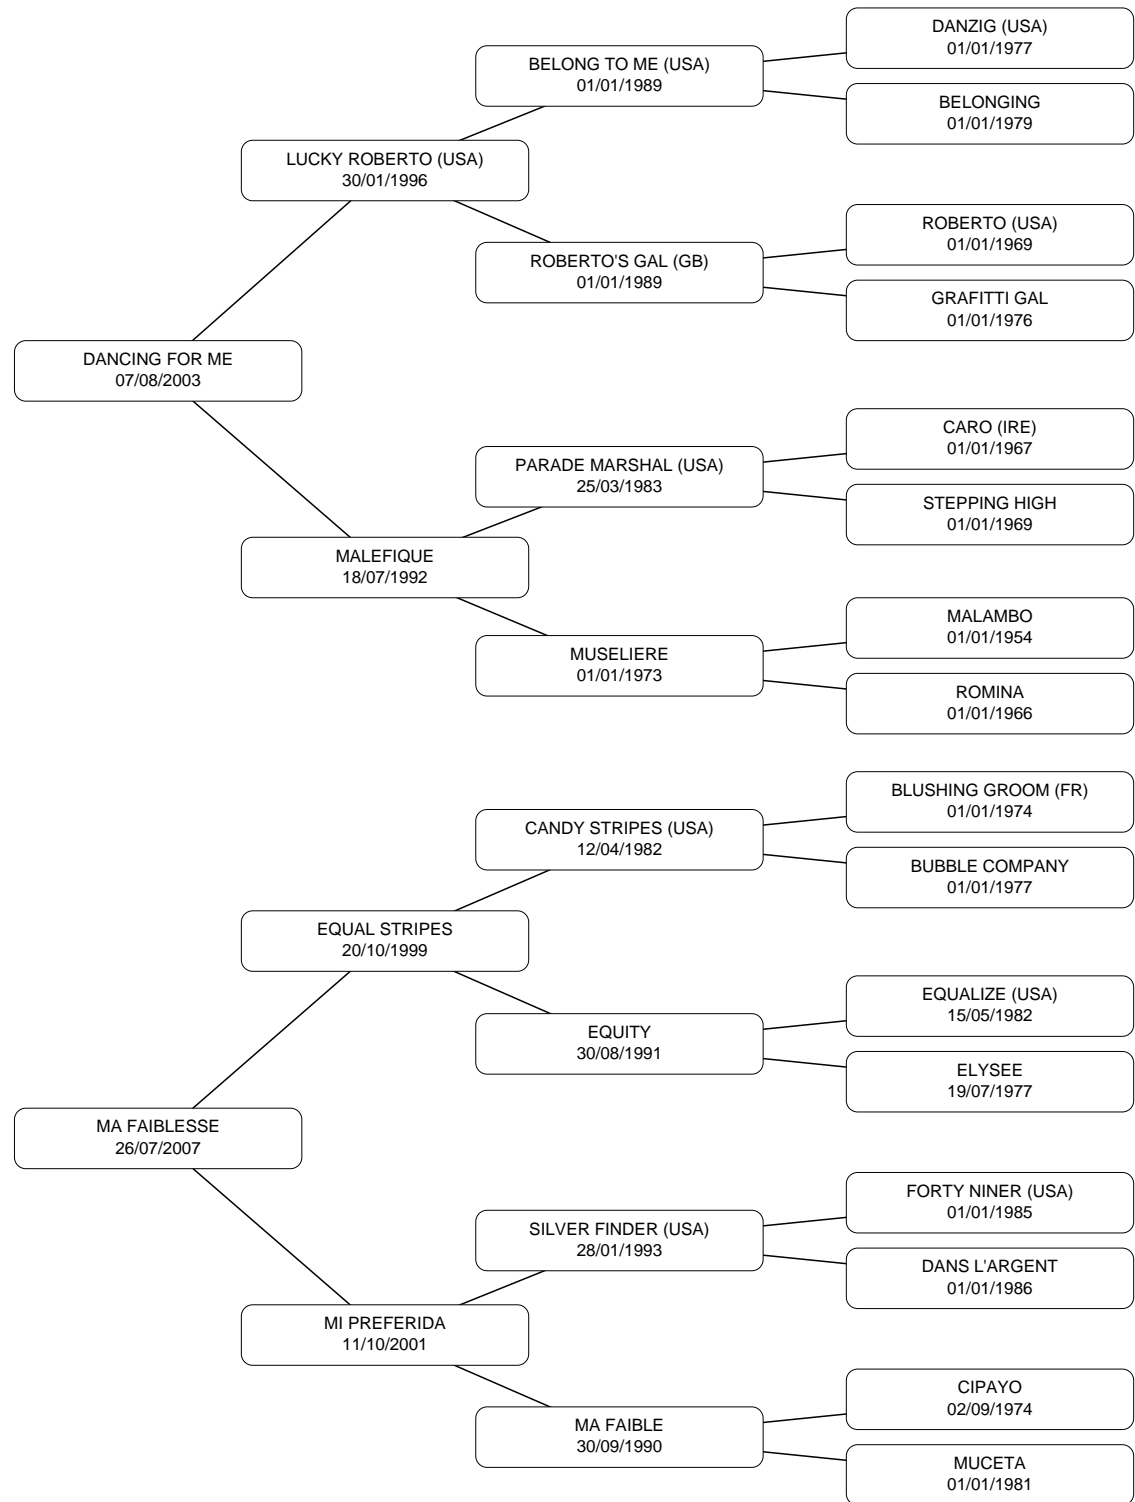 DANZIG (USA)
01/01/1977
BELONG TO ME (USA)
01/01/1989
BELONGING
01/01/1979
LUCKY ROBERTO (USA)
30/01/1996
ROBERTO (USA)
01/01/1969
ROBERTO'S GAL (GB)
01/01/1989
GRAFITTI GAL
01/01/1976
DANCING FOR ME
07/08/2003
CARO (IRE)
01/01/1967
PARADE MARSHAL (USA)
25/03/1983
STEPPING HIGH
01/01/1969
MALEFIQUE
18/07/1992
MALAMBO
01/01/1954
MUSELIERE
01/01/1973
ROMINA
01/01/1966
BLUSHING GROOM (FR)
01/01/1974
CANDY STRIPES (USA)
12/04/1982
BUBBLE COMPANY
01/01/1977
EQUAL STRIPES
20/10/1999
EQUALIZE (USA)
15/05/1982
EQUITY
30/08/1991
ELYSEE
19/07/1977
MA FAIBLESSE
26/07/2007
FORTY NINER (USA)
01/01/1985
SILVER FINDER (USA)
28/01/1993
DANS L'ARGENT
01/01/1986
MI PREFERIDA
11/10/2001
CIPAYO
02/09/1974
MA FAIBLE
30/09/1990
MUCETA
01/01/1981